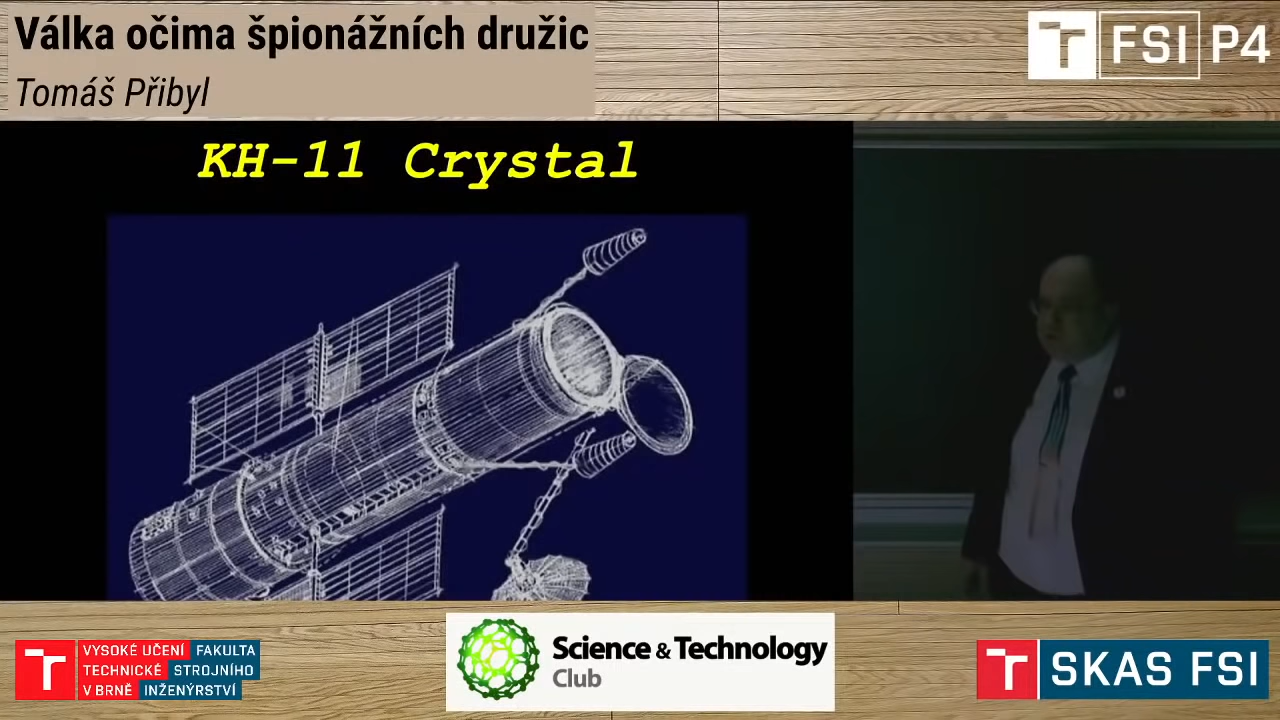 Válka očima špionážních družic
Tomáš Přibyl
FSI P4
KH-11 Crystal
VYSOKÉ UČENÍ FAKULTA
TECHNICKÉ STROJNÍHO
V BRNĚ INŽENÝRSTVÍ
Science & Technology
Club
SKAS FSI